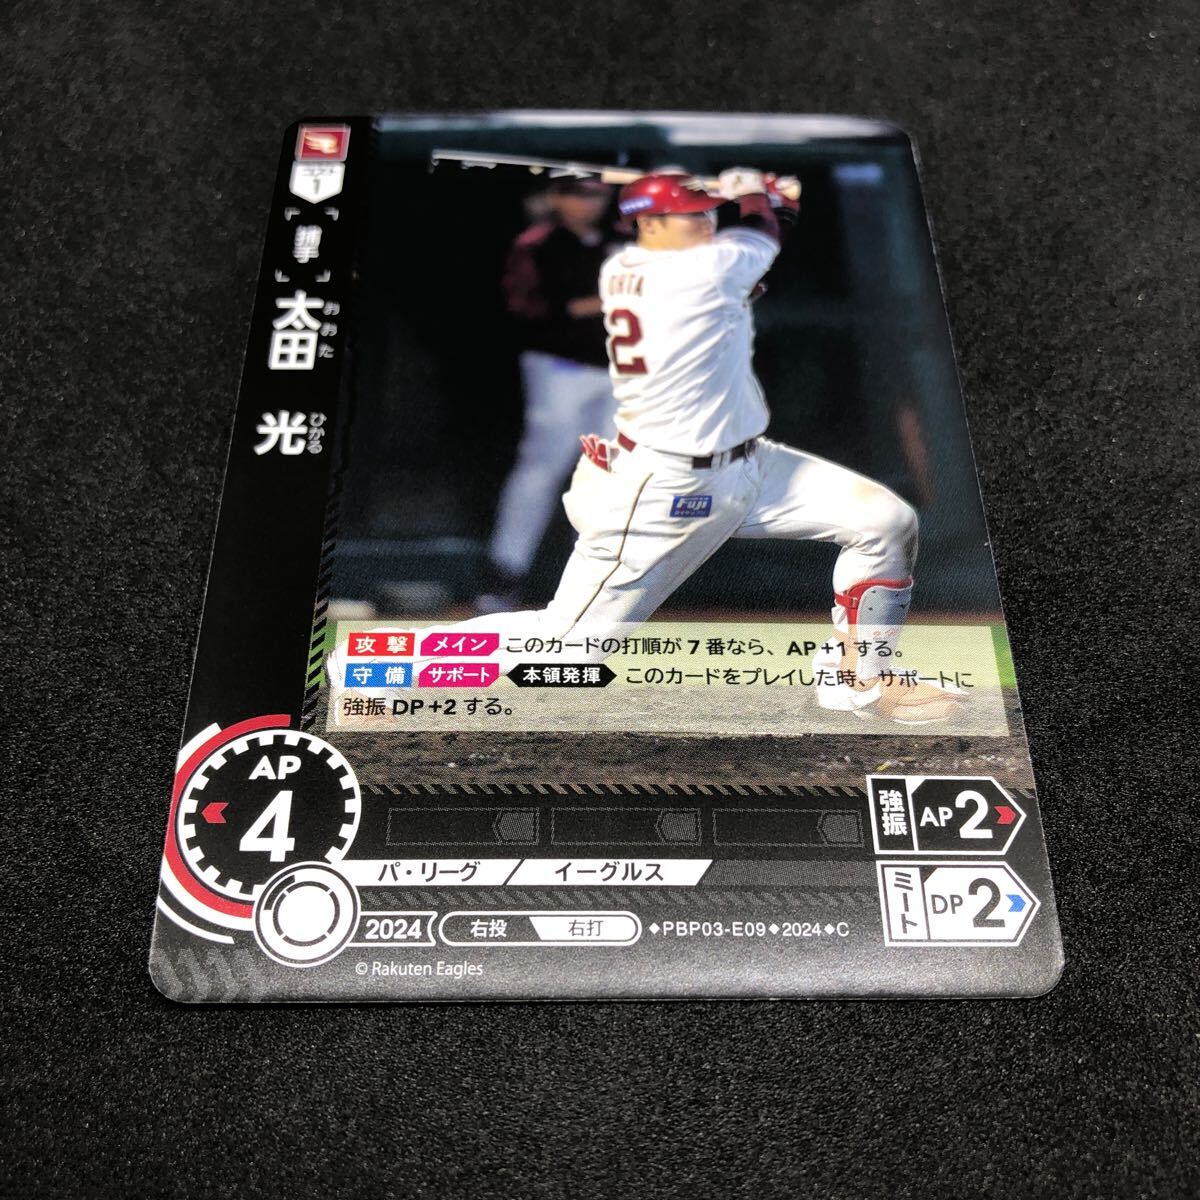 コスト
1
捕手
太田 光
おおた
ひかる
OHTA
2
Fuji
攻撃 メイン このカードの打順が7番なら、AP+1する。
守備 サポート 本領発揮 このカードをプレイした時、サポートに
強振DP+2する。
AP
4
強振 AP2
パ・リーグ / イーグルス
ミート DP2
2024 右投 右打 ◆PBP03-E09◆2024◆C
© Rakuten Eagles